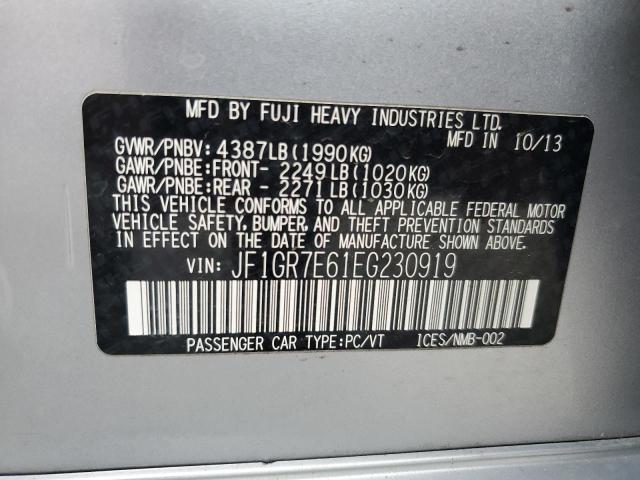 MFD BY FUJI HEAVY INDUSTRIES LTD.
MFD IN 10/13
GVWR/PNBV: 4387LB(1990KG)
GAWR/PNBE:FRONT- 2249LB(1020KG)
GAWR/PNBE:REAR - 2271LB(1030KG)
THIS VEHICLE CONFORMS TO ALL APPLICABLE FEDERAL MOTOR
VEHICLE SAFETY, BUMPER, AND THEFT PREVENTION STANDARDS
IN EFFECT ON THE DATE OF MANUFACTURE SHOWN ABOVE.
VIN: JF1GR7E61EG230919
PASSENGER CAR TYPE:PC/VT ICES/NMB-002